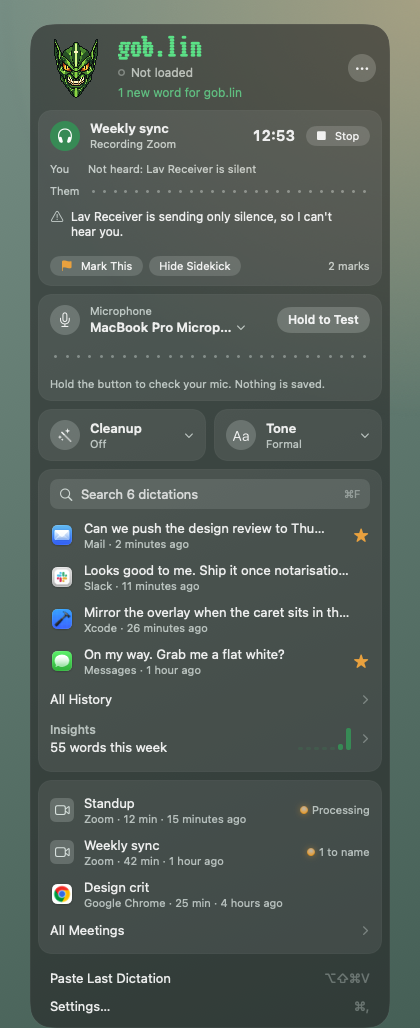 gob.lin
Not loaded
1 new word for gob.lin
Weekly sync
Recording Zoom
12:53
Stop
You Not heard: Lav Receiver is silent
Them
Lav Receiver is sending only silence, so I can't
hear you.
Mark This
Hide Sidekick
2 marks
Microphone
MacBook Pro Microp...
Hold to Test
Hold the button to check your mic. Nothing is saved.
Cleanup
Off
Aa
Tone
Formal
Search 6 dictations ⌘F
Can we push the design review to Thu...
Mail · 2 minutes ago
Looks good to me. Ship it once notarisatio...
Slack · 11 minutes ago
Mirror the overlay when the caret sits in th...
Xcode · 26 minutes ago
On my way. Grab me a flat white?
Messages · 1 hour ago
All History
Insights
55 words this week
Standup
Zoom · 12 min · 15 minutes ago
Processing
Weekly sync
Zoom · 42 min · 1 hour ago
1 to name
Design crit
Google Chrome · 25 min · 4 hours ago
All Meetings
Paste Last Dictation ⌥⇧⌘V
Settings... ⌘,